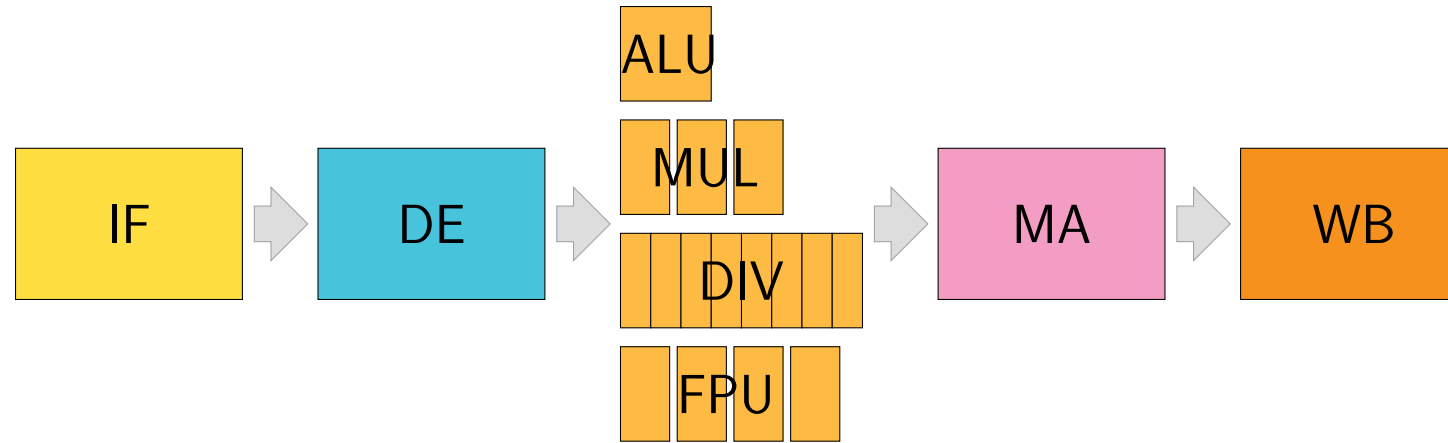 IF
DE
ALU
MUL
DIV
FPU
MA
WB